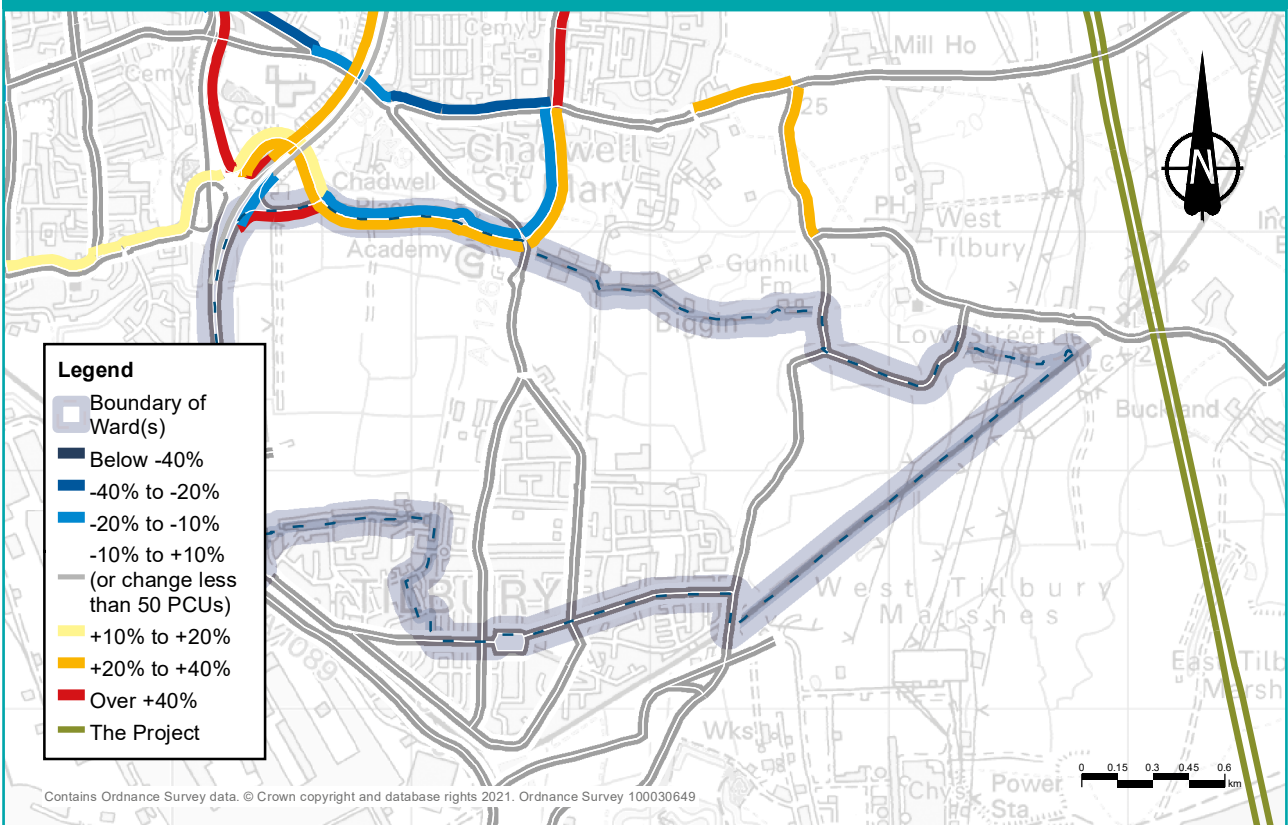 Cemy
Mill Ho
Cemy
25
Coll
Chadwell
St Mary
Chadwell
Academy
PH
West
Tilbury
N
G
Gunhill
Fm
Biggin
Low Street
LC
2
Buckland
Legend
Boundary of
Ward(s)
Below -40%
-40% to -20%
-20% to -10%
-10% to +10%
(or change less
than 50 PCUs)
+10% to +20%
+20% to +40%
Over +40%
The Project
TILBURY
West Tilbury
Marshes
A1089
East Tilb
Marsh
Wks
Chy
Power
Sta
0 0.15 0.3 0.45 0.6
km
Contains Ordnance Survey data. © Crown copyright and database rights 2021. Ordnance Survey 100030649